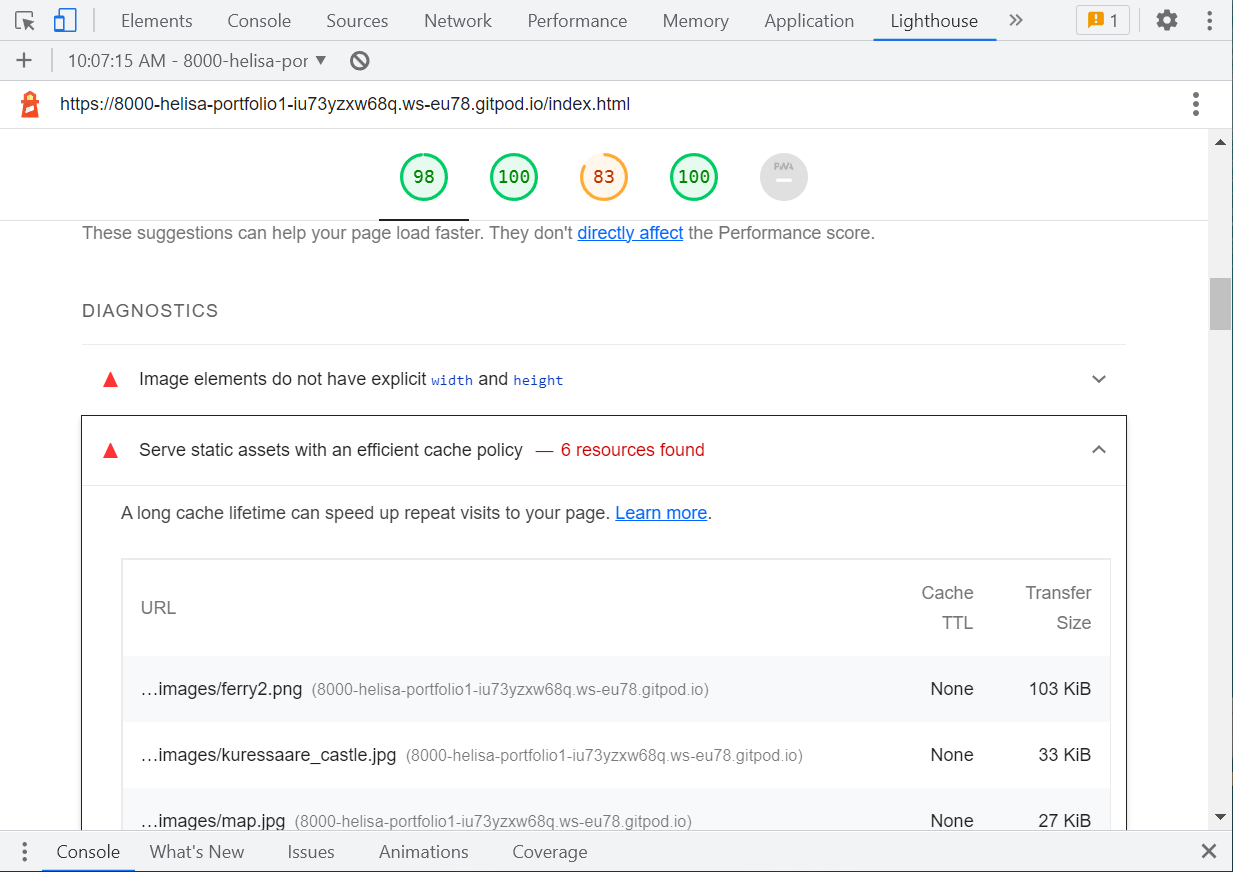 Elements Console Sources Network Performance Memory Application Lighthouse 1
10:07:15 AM - 8000-helisa-por
https://8000-helisa-portfolio1-iu73yzxw68q.ws-eu78.gitpod.io/index.html
98 100 83 100 PWA
These suggestions can help your page load faster. They don't directly affect the Performance score.
DIAGNOSTICS
Image elements do not have explicit width and height
Serve static assets with an efficient cache policy — 6 resources found
A long cache lifetime can speed up repeat visits to your page. Learn more.
URL Cache TTL Transfer Size
…images/ferry2.png (8000-helisa-portfolio1-iu73yzxw68q.ws-eu78.gitpod.io) None 103 KiB
…images/kuressaare_castle.jpg (8000-helisa-portfolio1-iu73yzxw68q.ws-eu78.gitpod.io) None 33 KiB
…images/map.jpg (8000-helisa-portfolio1-iu73yzxw68q.ws-eu78.gitpod.io) None 27 KiB
Console What's New Issues Animations Coverage